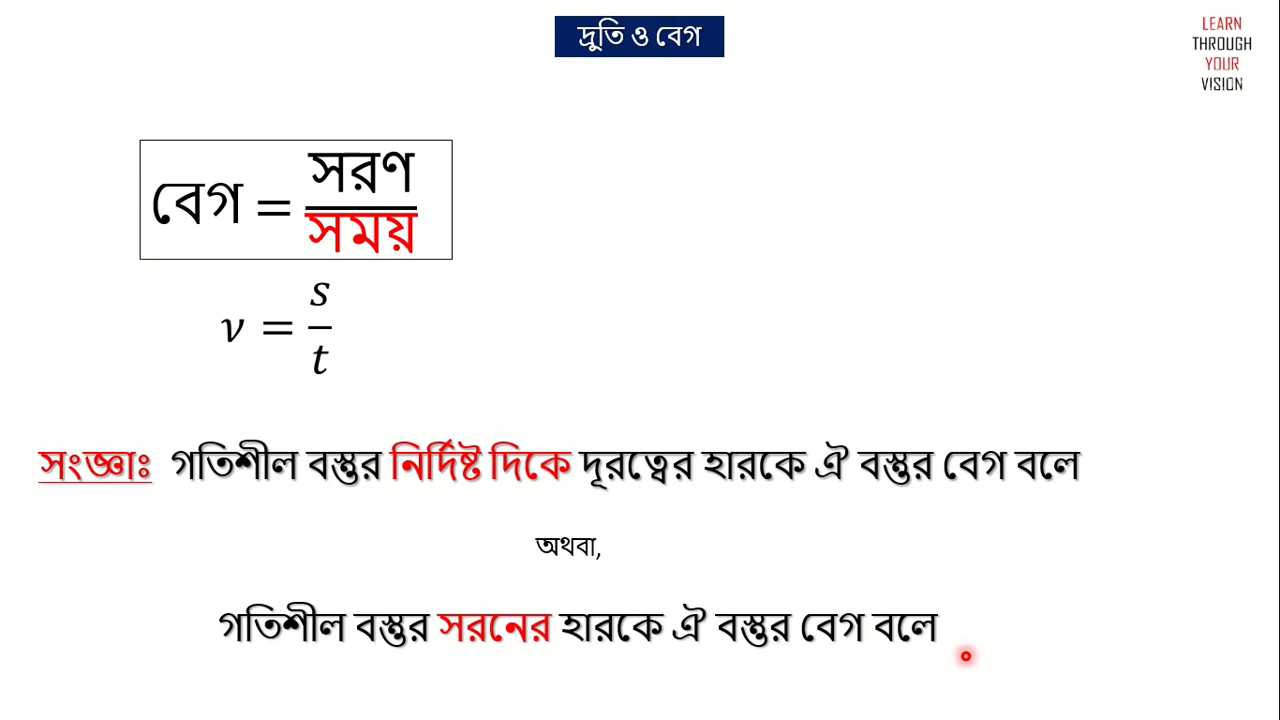 দ্রুতি ও বেগ
LEARN
THROUGH
YOUR
VISION
বেগ = সরণ
সময়
v = s
t
সংজ্ঞাঃ গতিশীল বস্তুর নির্দিষ্ট দিকে দূরত্বের হারকে ঐ বস্তুর বেগ বলে
অথবা,
গতিশীল বস্তুর সরনের হারকে ঐ বস্তুর বেগ বলে